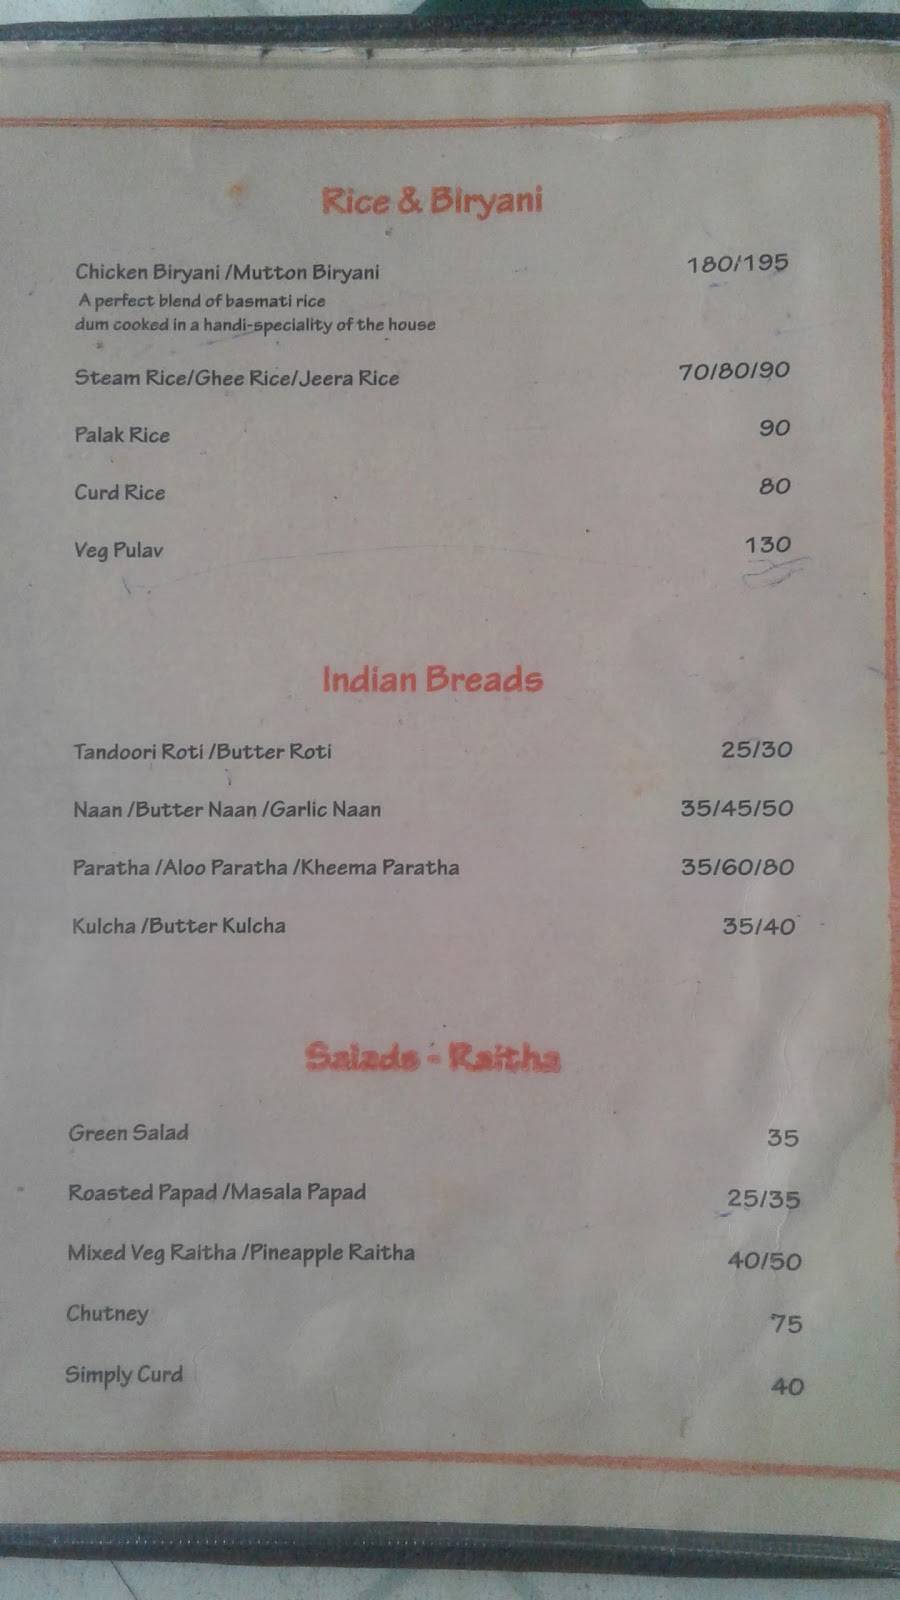 Rice & Biryani
Chicken Biryani /Mutton Biryani 180/195
A perfect blend of basmati rice
dum cooked in a handi-speciality of the house
Steam Rice/Ghee Rice/Jeera Rice 70/80/90
Palak Rice 90
Curd Rice 80
Veg Pulav 130
Indian Breads
Tandoori Roti /Butter Roti 25/30
Naan /Butter Naan /Garlic Naan 35/45/50
Paratha /Aloo Paratha /Kheema Paratha 35/60/80
Kulcha /Butter Kulcha 35/40
Salads - Raitha
Green Salad 35
Roasted Papad /Masala Papad 25/35
Mixed Veg Raitha /Pineapple Raitha 40/50
Chutney 75
Simply Curd 40